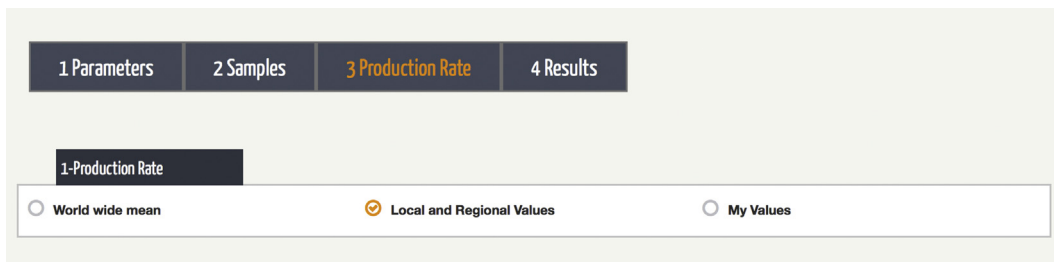 1 Parameters 2 Samples 3 Production Rate 4 Results
1-Production Rate
World wide mean Local and Regional Values My Values